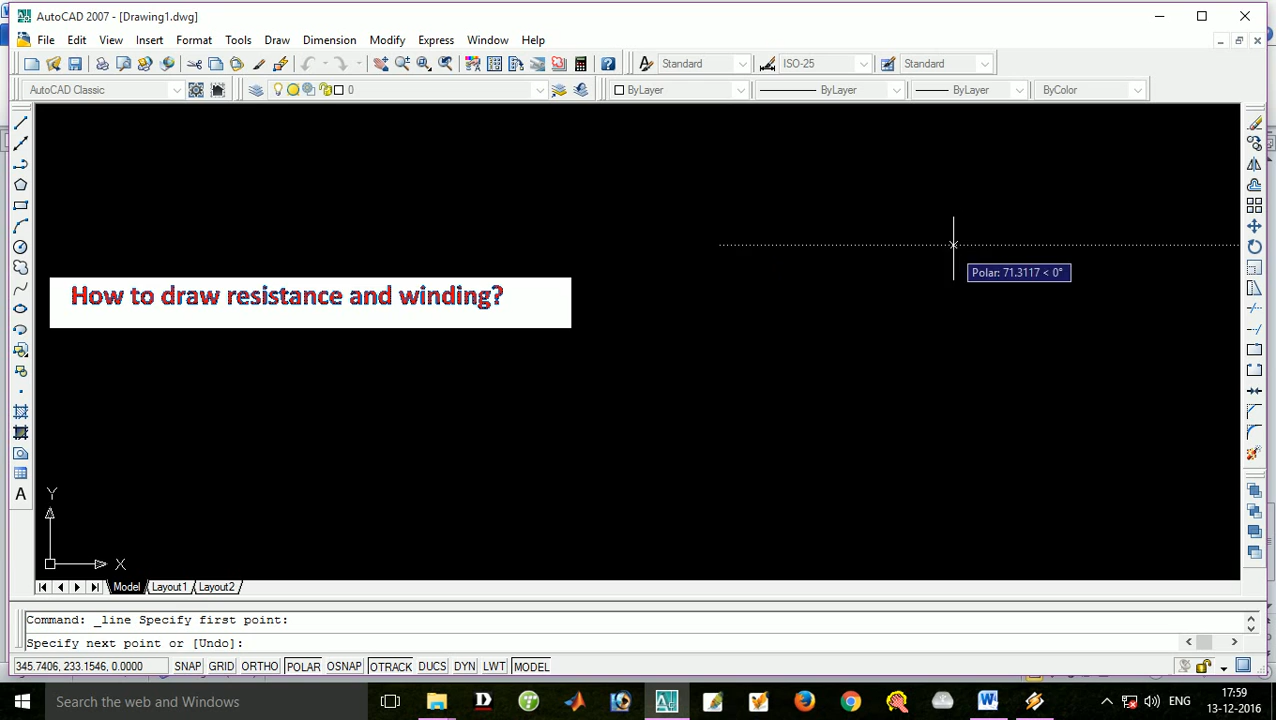 AutoCAD 2007 - [Drawing1.dwg]
File Edit View Insert Format Tools Draw Dimension Modify Express Window Help
Standard ISO-25 Standard
AutoCAD Classic 0 ByLayer ByLayer ByLayer ByColor
Polar: 71.3117 < 0°
How to draw resistance and winding?
A
Y
X
Model Layout1 Layout2
Command: _line Specify first point:
Specify next point or [Undo]:
345.7406, 233.1546, 0.0000 SNAP GRID ORTHO POLAR OSNAP OTRACK DUCS DYN LWT MODEL
Search the web and Windows
ENG
17:59
13-12-2016